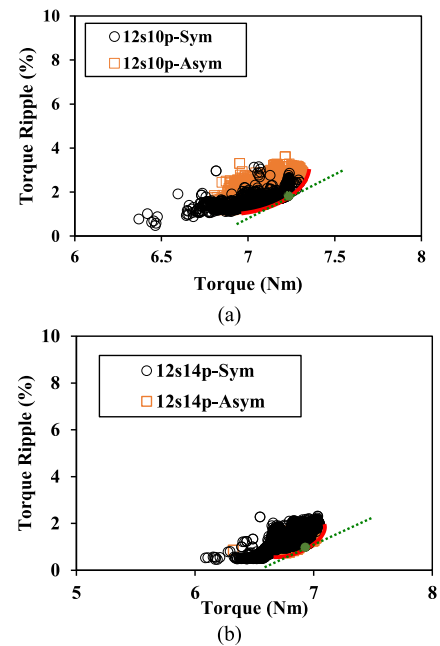 10
8
6
4
2
0
Torque Ripple (%)
12s10p-Sym
12s10p-Asym
6 6.5 7 7.5 8
Torque (Nm)
(a)
10
8
6
4
2
0
Torque Ripple (%)
12s14p-Sym
12s14p-Asym
5 6 7 8
Torque (Nm)
(b)